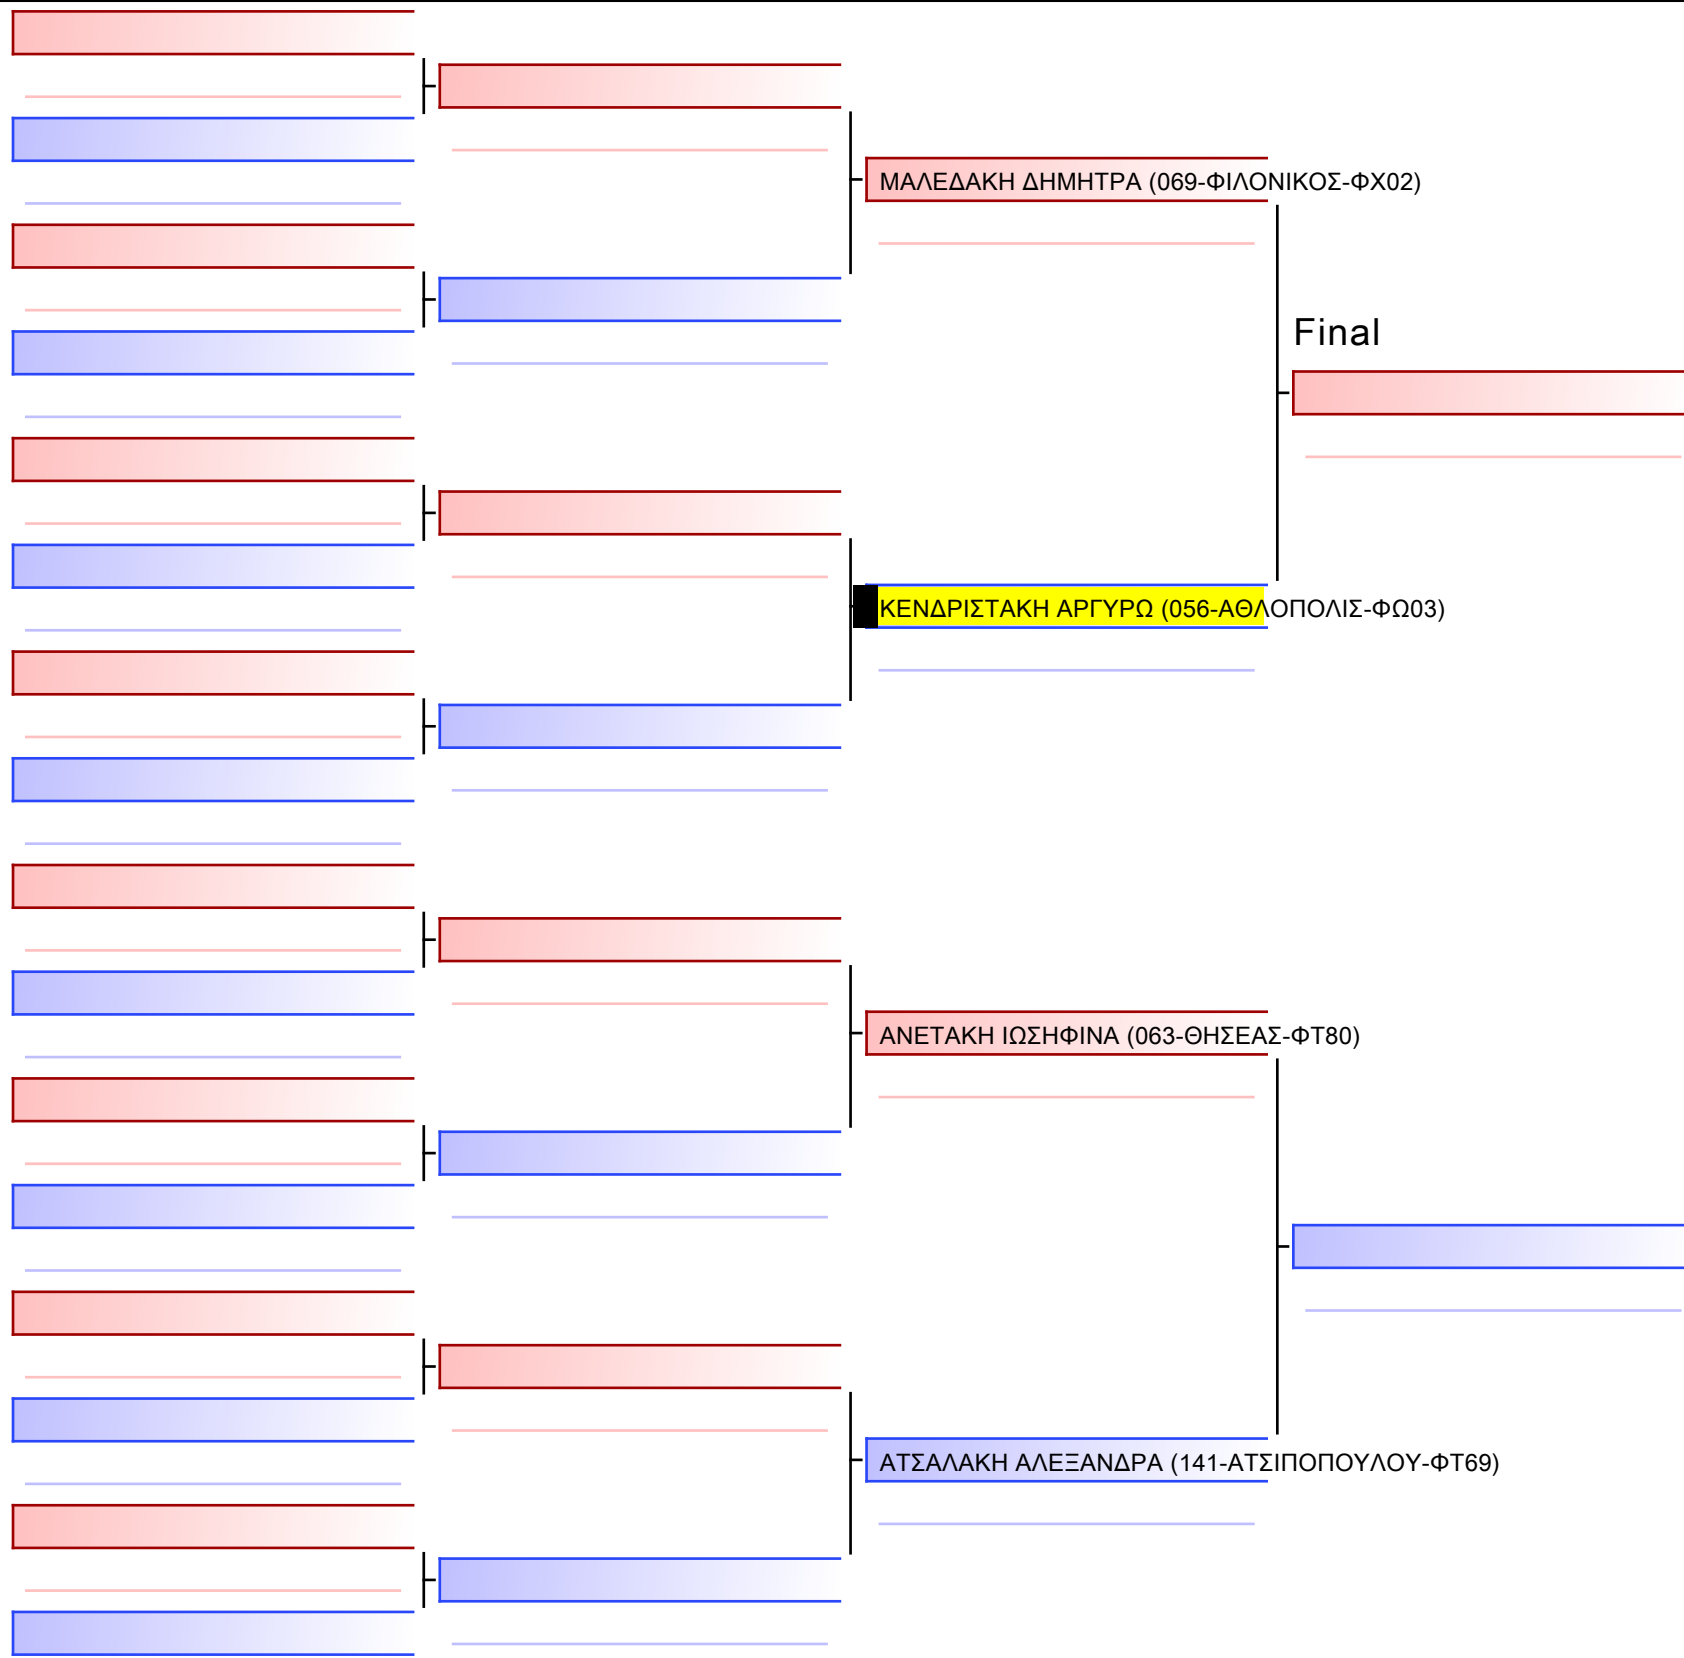 ΜΑΛΕΔΑΚΗ ΔΗΜΗΤΡΑ (069-ΦΙΛΟΝΙΚΟΣ-ΦΧ02)
Final
ΚΕΝΔΡΙΣΤΑΚΗ ΑΡΓΥΡΩ (056-ΑΘΛΟΠΟΛΙΣ-ΦΩ03)
ΑΝΕΤΑΚΗ ΙΩΣΗΦΙΝΑ (063-ΘΗΣΕΑΣ-ΦΤ80)
ΑΤΣΑΛΑΚΗ ΑΛΕΞΑΝΔΡΑ (141-ΑΤΣΙΠΟΠΟΥΛΟΥ-ΦΤ69)